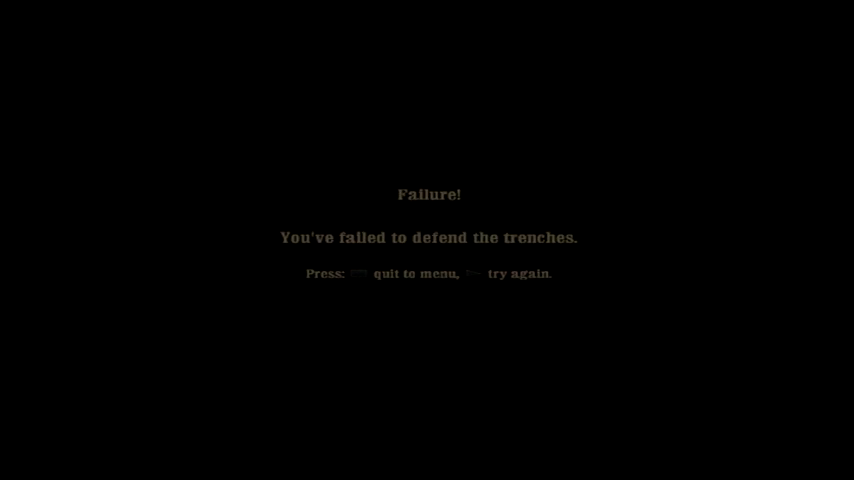 Failure!
You've failed to defend the trenches.
Press: quit to menu, try again.